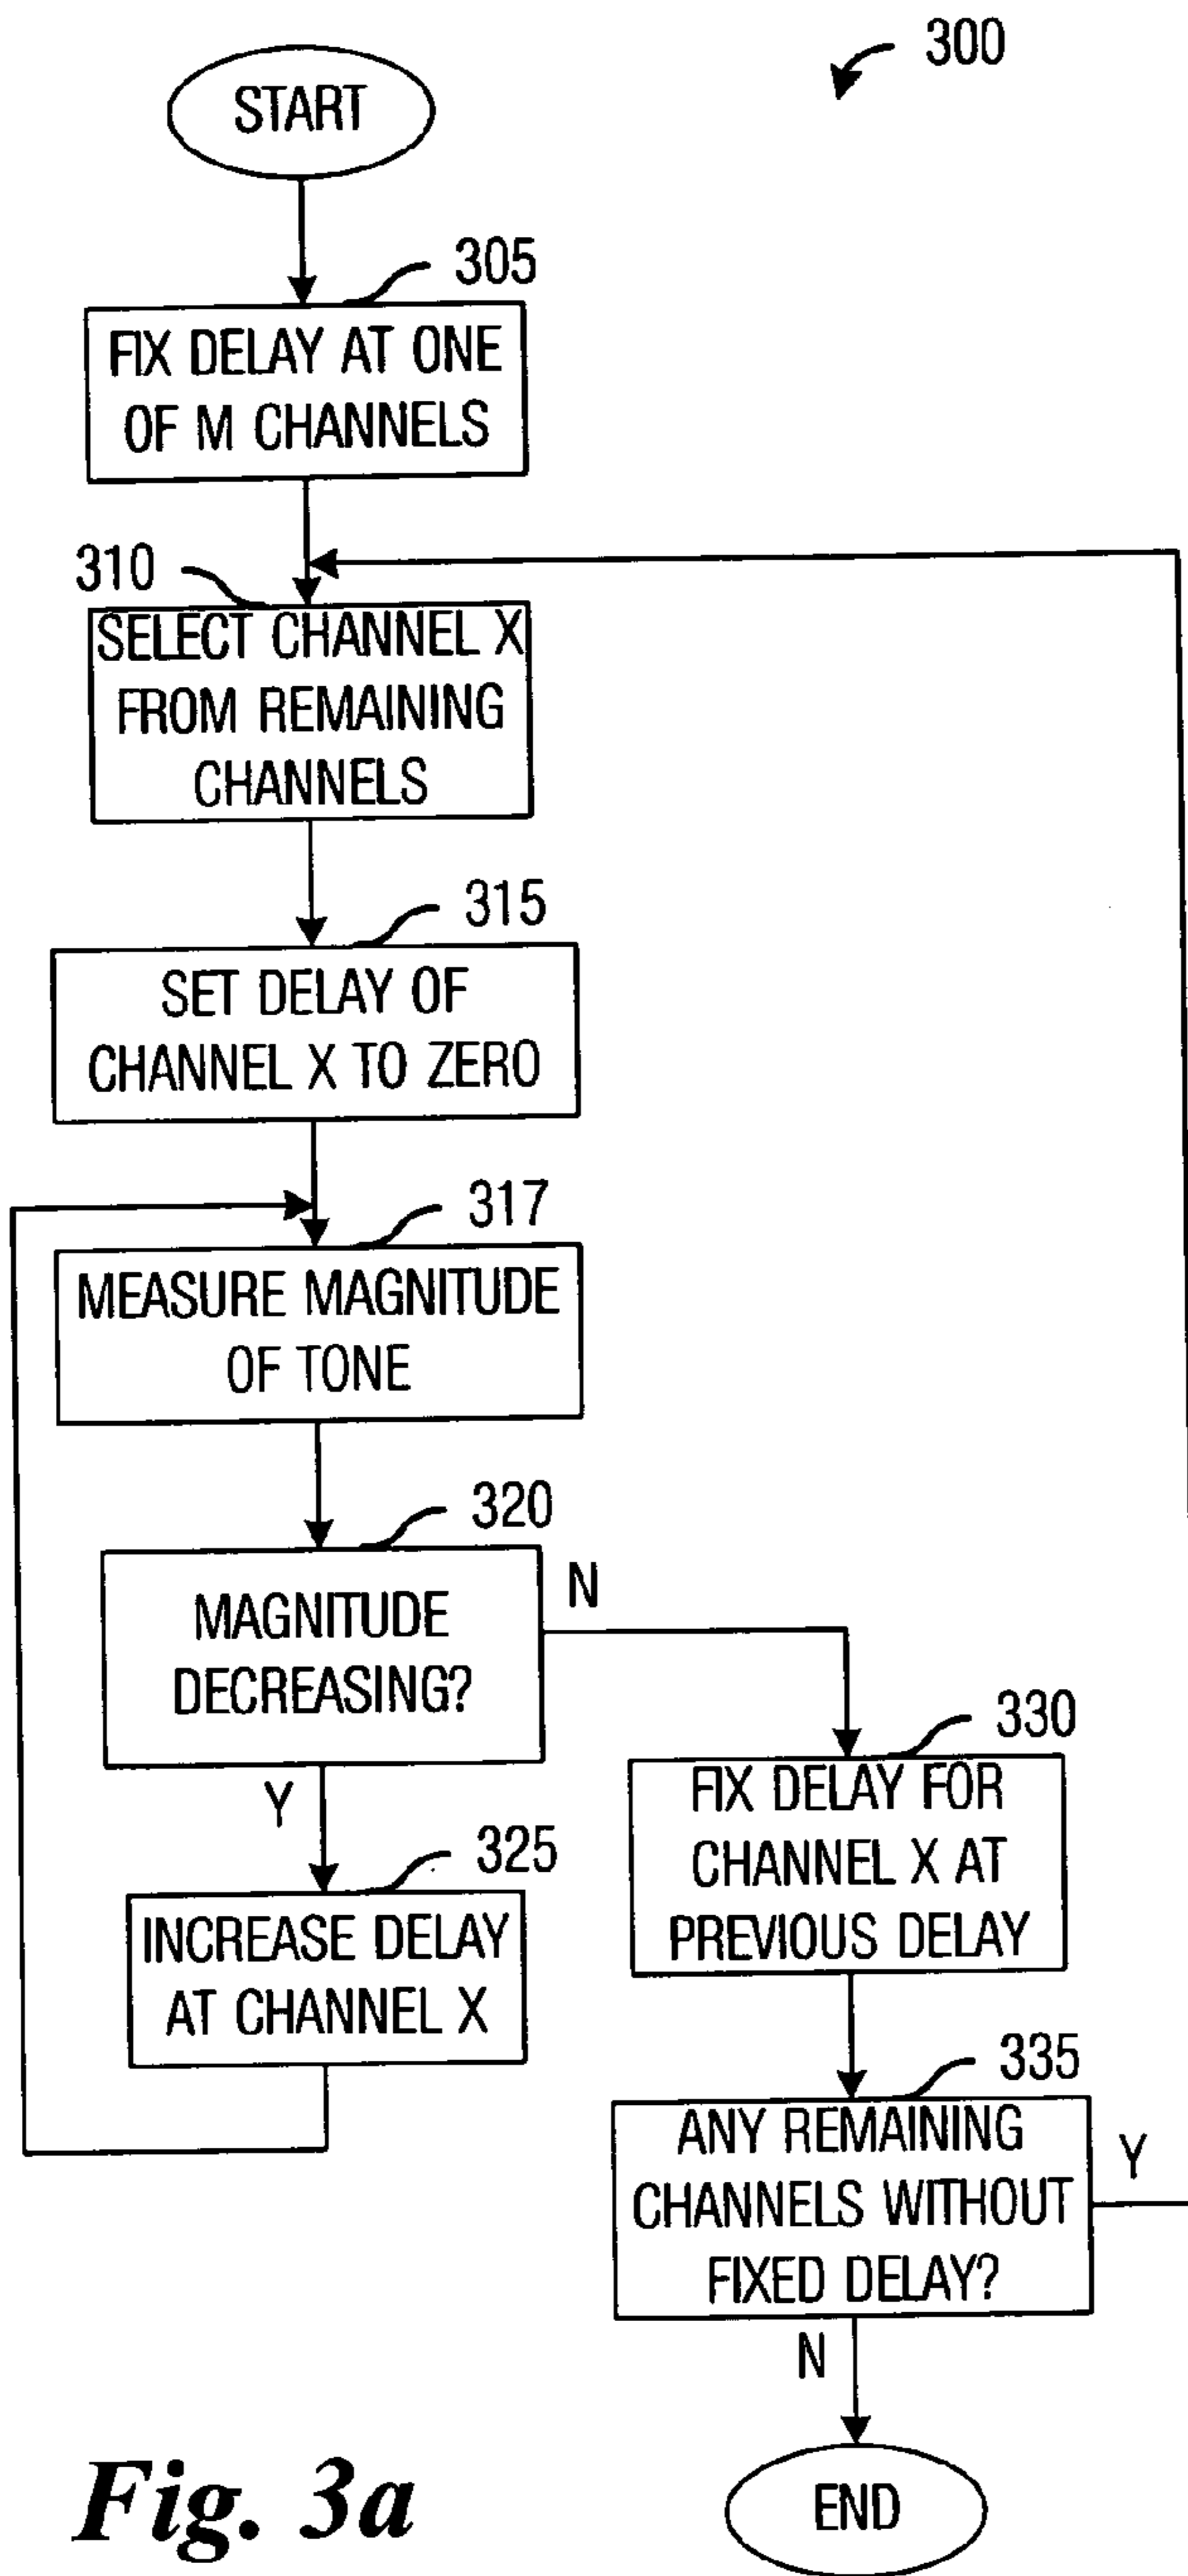 300
START
305
FIX DELAY AT ONE
OF M CHANNELS
310
SELECT CHANNEL X
FROM REMAINING
CHANNELS
315
SET DELAY OF
CHANNEL X TO ZERO
317
MEASURE MAGNITUDE
OF TONE
320
MAGNITUDE
DECREASING?
N
Y
325
INCREASE DELAY
AT CHANNEL X
330
FIX DELAY FOR
CHANNEL X AT
PREVIOUS DELAY
335
ANY REMAINING
CHANNELS WITHOUT
FIXED DELAY?
Y
N
END
Fig. 3a